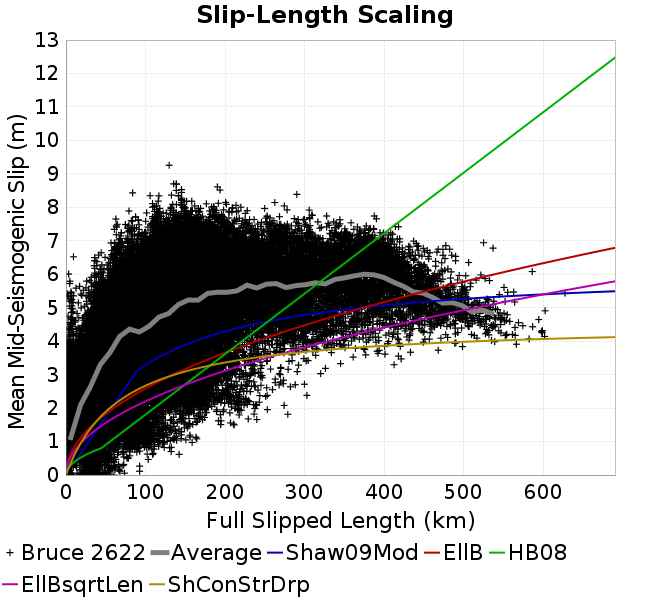 Slip-Length Scaling
Mean Mid-Seismogenic Slip (m)
13
12
11
10
9
8
7
6
5
4
3
2
1
0
0 100 200 300 400 500 600
Full Slipped Length (km)
Bruce 2622 Average Shaw09Mod EllB HB08
EllBsqrtLen ShConStrDrp